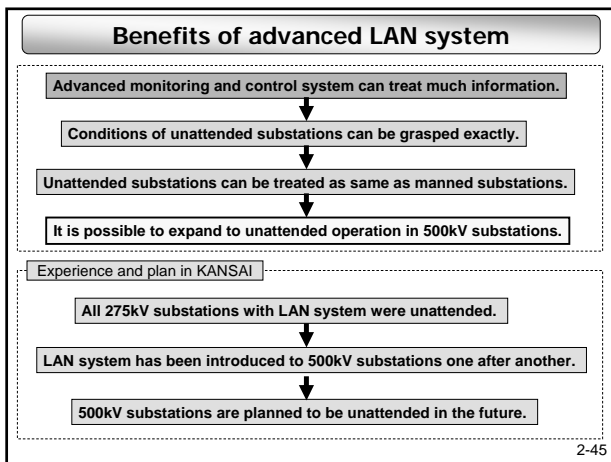 Benefits of advanced LAN system
Advanced monitoring and control system can treat much information.
Conditions of unattended substations can be grasped exactly.
Unattended substations can be treated as same as manned substations.
It is possible to expand to unattended operation in 500kV substations.
Experience and plan in KANSAI
All 275kV substations with LAN system were unattended.
LAN system has been introduced to 500kV substations one after another.
500kV substations are planned to be unattended in the future.
2-45